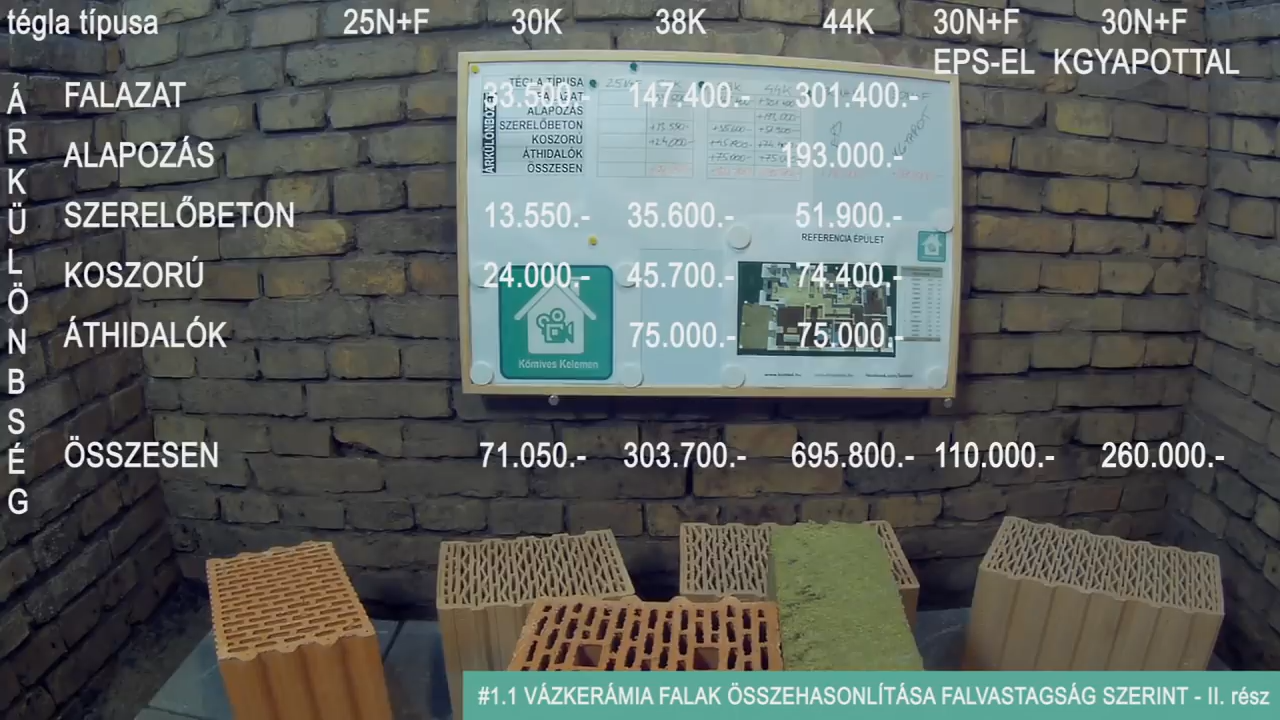 tégla típusa 25N+F 30K 38K 44K 30N+F 30N+F
EPS-EL KGYAPOTTAL
ÁRKÜLÖNBSÉG
FALAZAT 33.500.- 147.400.- 301.400.-
ALAPOZÁS 193.000.-
SZERELŐBETON 13.550.- 35.600.- 51.900.-
KOSZORÚ 24.000.- 45.700.- 74.400.-
ÁTHIDALÓK 75.000.- 75.000.-
ÖSSZESEN 71.050.- 303.700.- 695.800.- 110.000.- 260.000.-
TÉGLA TÍPUSA
ALAPOZÁS
SZERELŐBETON
KOSZORÚ
ÁTHIDALÓK
ÖSSZESEN
REFERENCIA ÉPÜLET
Kőmíves Kelemen
#1.1 VÁZKERÁMIA FALAK ÖSSZEHASONLÍTÁSA FALVASTAGSÁG SZERINT - II. rész